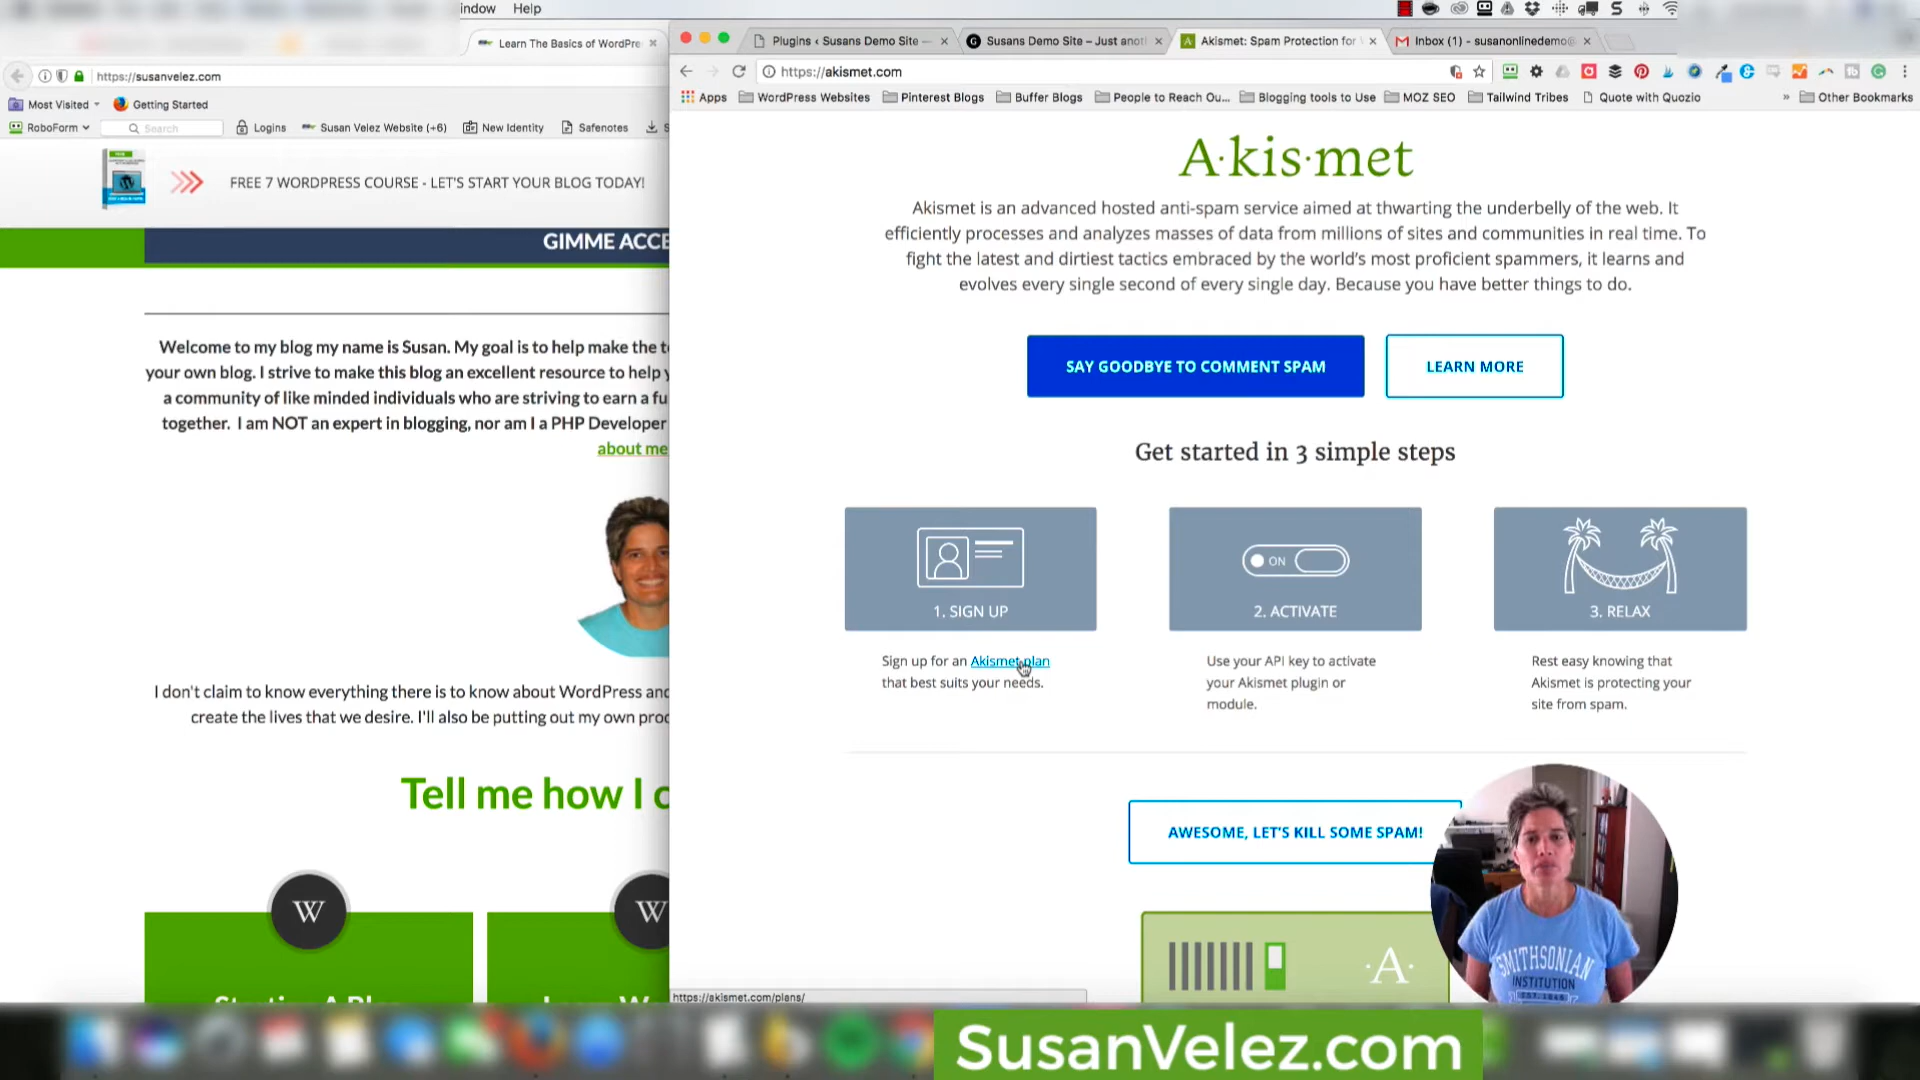 indow Help
Learn The Basics of WordPre
https://susanvelez.com
Most Visited Getting Started
RoboForm Search Logins Susan Velez Website (+6) New Identity Safenotes
FREE 7 WORDPRESS COURSE - LET'S START YOUR BLOG TODAY!
GIMME ACCE
Welcome to my blog my name is Susan. My goal is to help make the t
your own blog. I strive to make this blog an excellent resource to help y
a community of like minded individuals who are striving to earn a fu
together. I am NOT an expert in blogging, nor am I a PHP Developer
about me
I don't claim to know everything there is to know about WordPress and
create the lives that we desire. I'll also be putting out my own proc
Tell me how I c
W
W
Plugins ‹ Susans Demo Site —
Susans Demo Site – Just anot
Akismet: Spam Protection for
Inbox (1) - susanonlinedemo@
https://akismet.com
Apps WordPress Websites Pinterest Blogs Buffer Blogs People to Reach Ou... Blogging tools to Use MOZ SEO Tailwind Tribes Quote with Quozio » Other Bookmarks
A·kis·met
Akismet is an advanced hosted anti-spam service aimed at thwarting the underbelly of the web. It
efficiently processes and analyzes masses of data from millions of sites and communities in real time. To
fight the latest and dirtiest tactics embraced by the world's most proficient spammers, it learns and
evolves every single second of every single day. Because you have better things to do.
SAY GOODBYE TO COMMENT SPAM
LEARN MORE
Get started in 3 simple steps
1. SIGN UP
Sign up for an Akismet plan
that best suits your needs.
ON
2. ACTIVATE
Use your API key to activate
your Akismet plugin or
module.
3. RELAX
Rest easy knowing that
Akismet is protecting your
site from spam.
AWESOME, LET'S KILL SOME SPAM!
·A·
SMITHSONIAN
INSTITUTION
https://akismet.com/plans/
SusanVelez.com